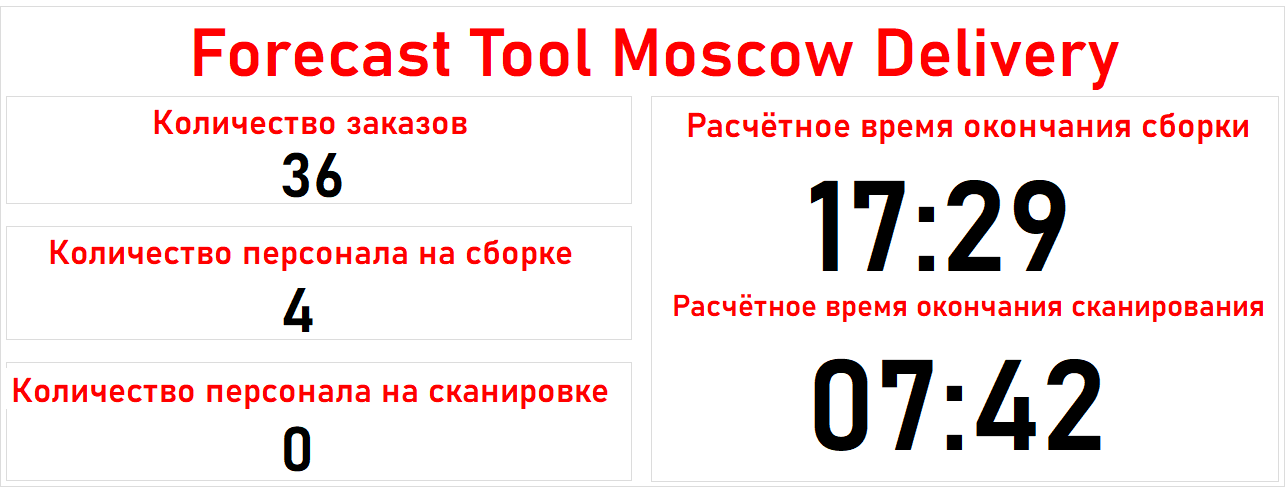 Forecast Tool Moscow Delivery
Количество заказов
36
Количество персонала на сборке
4
Количество персонала на сканировке
0
Расчётное время окончания сборки
17:29
Расчётное время окончания сканирования
07:42